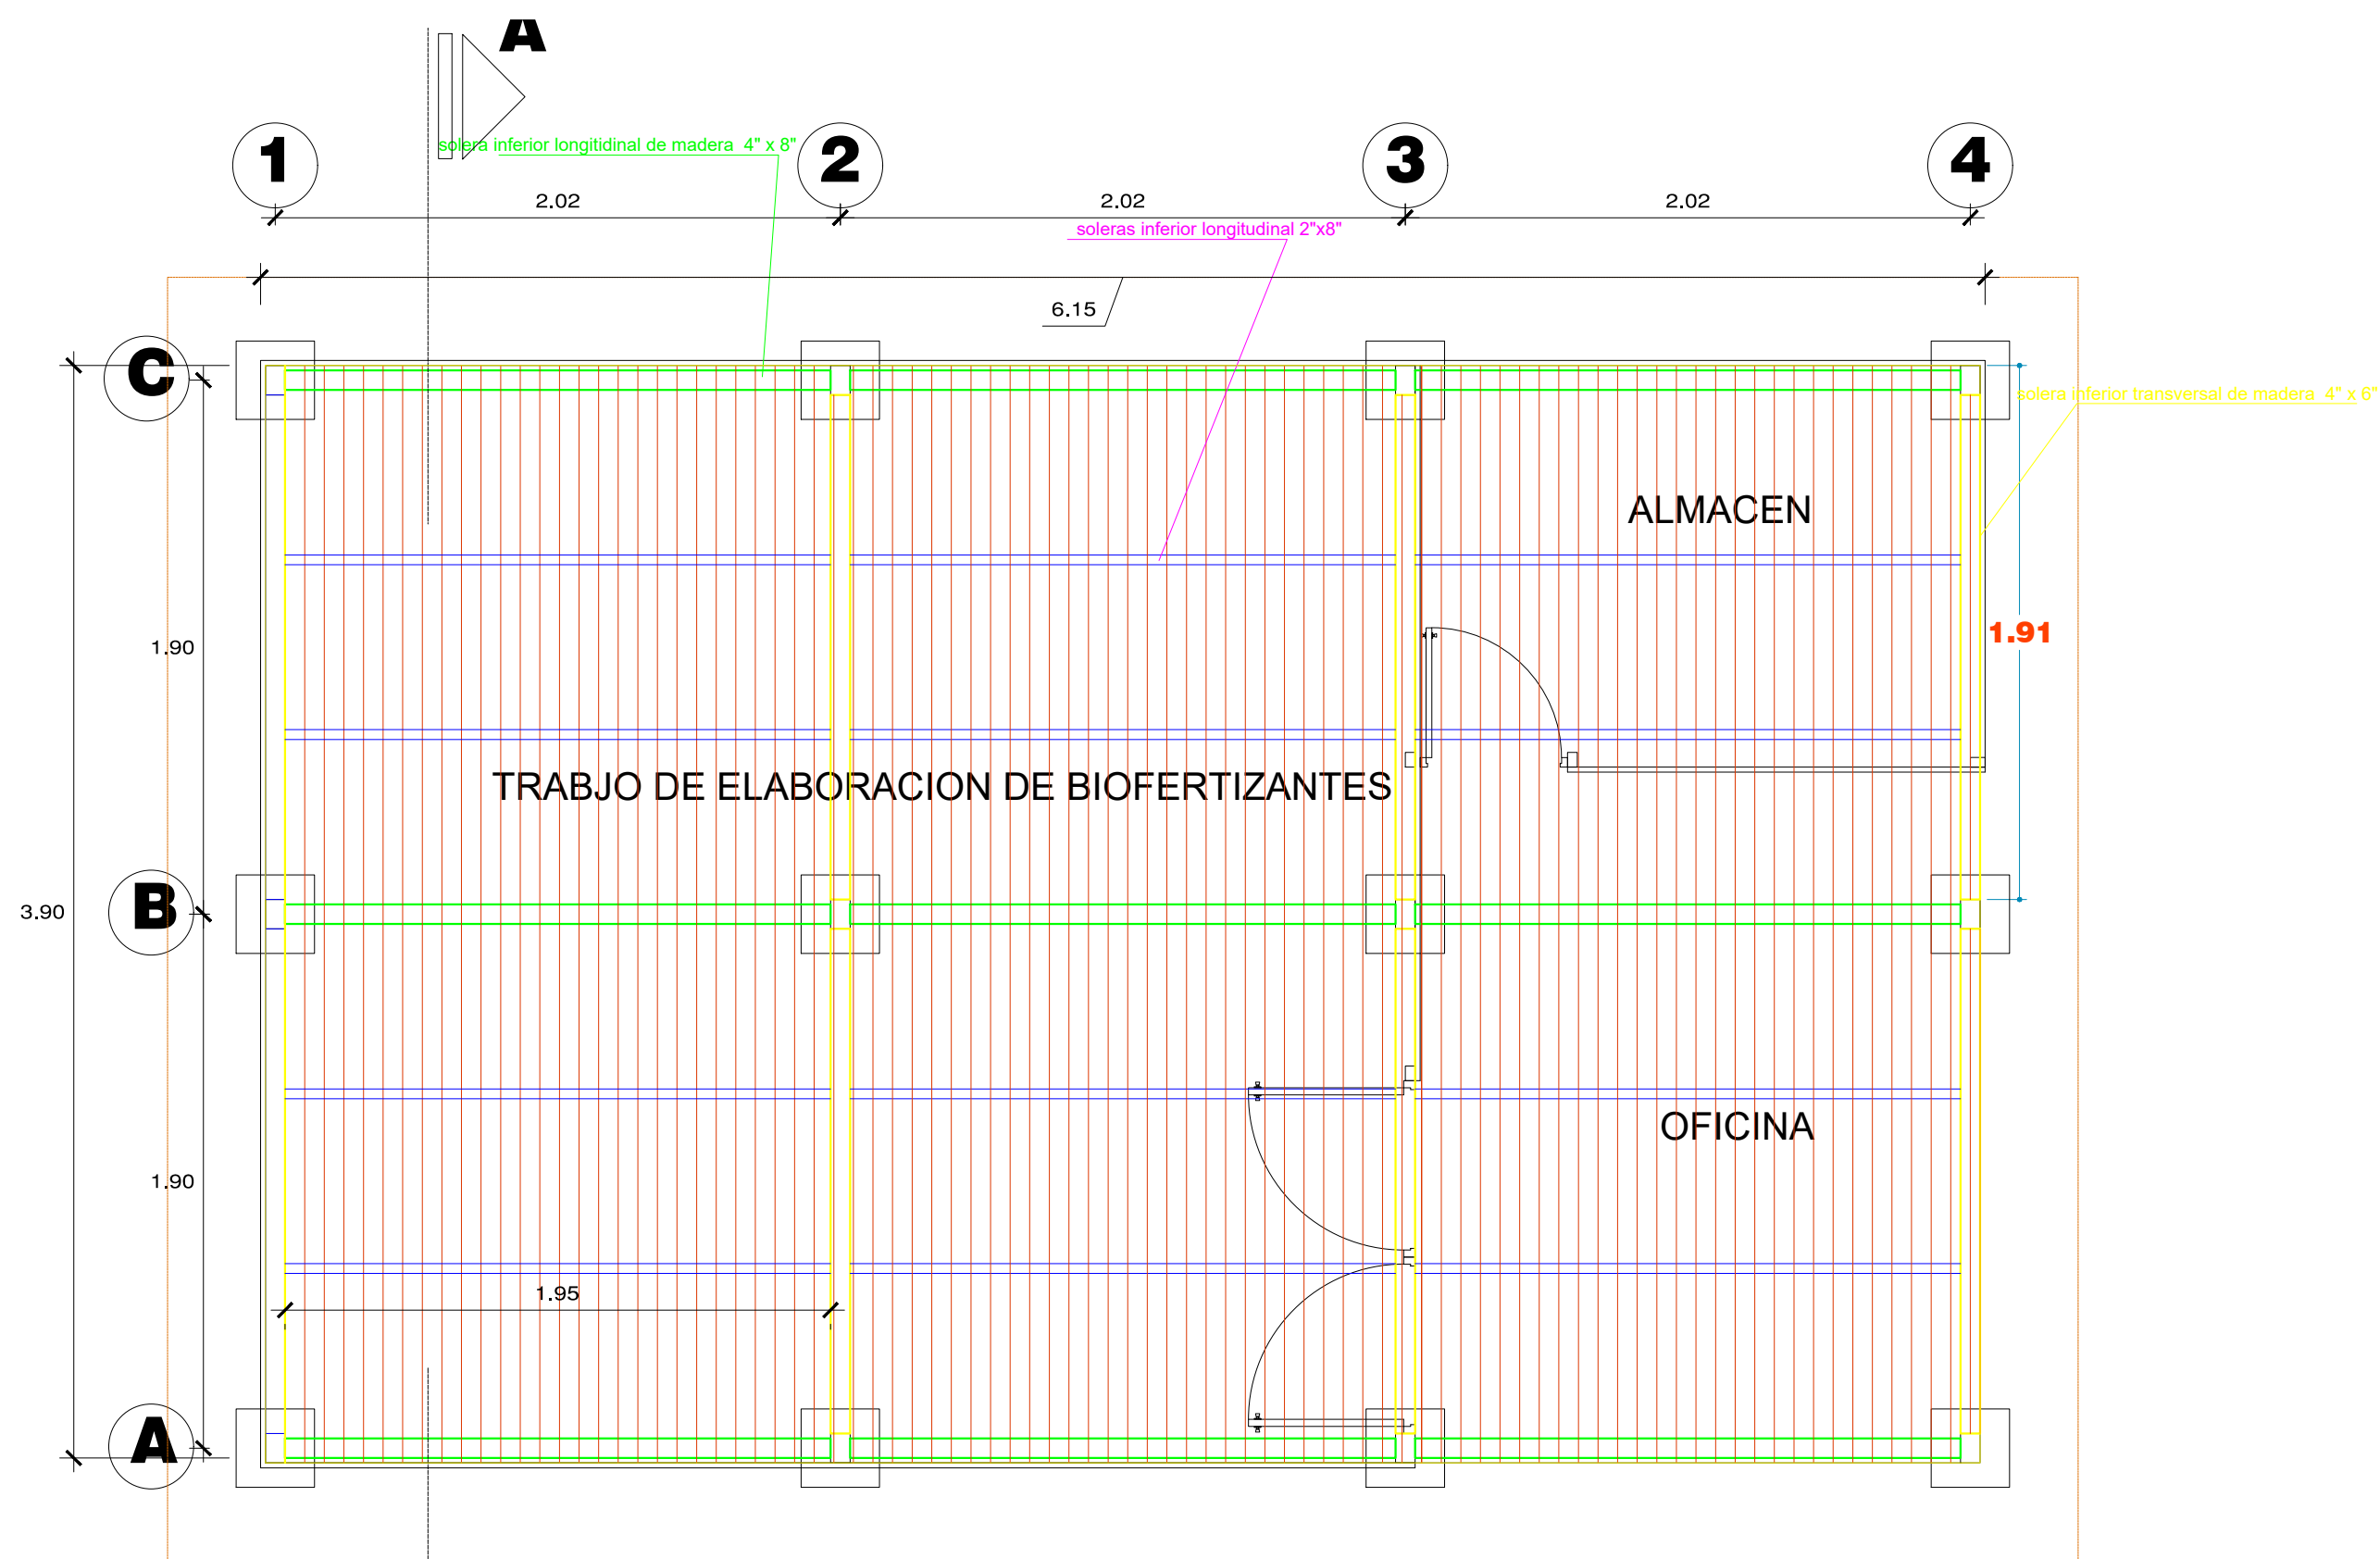 A
solera inferior longitidinal de madera 4" x 8"
1
2
3
4
2.02
2.02
2.02
soleras inferior longitudinal 2"x8"
6.15
C
solera inferior transversal de madera 4" x 6"
ALMACEN
1.90
1.91
TRABJO DE ELABORACION DE BIOFERTIZANTES
3.90
B
OFICINA
1.90
1.95
A